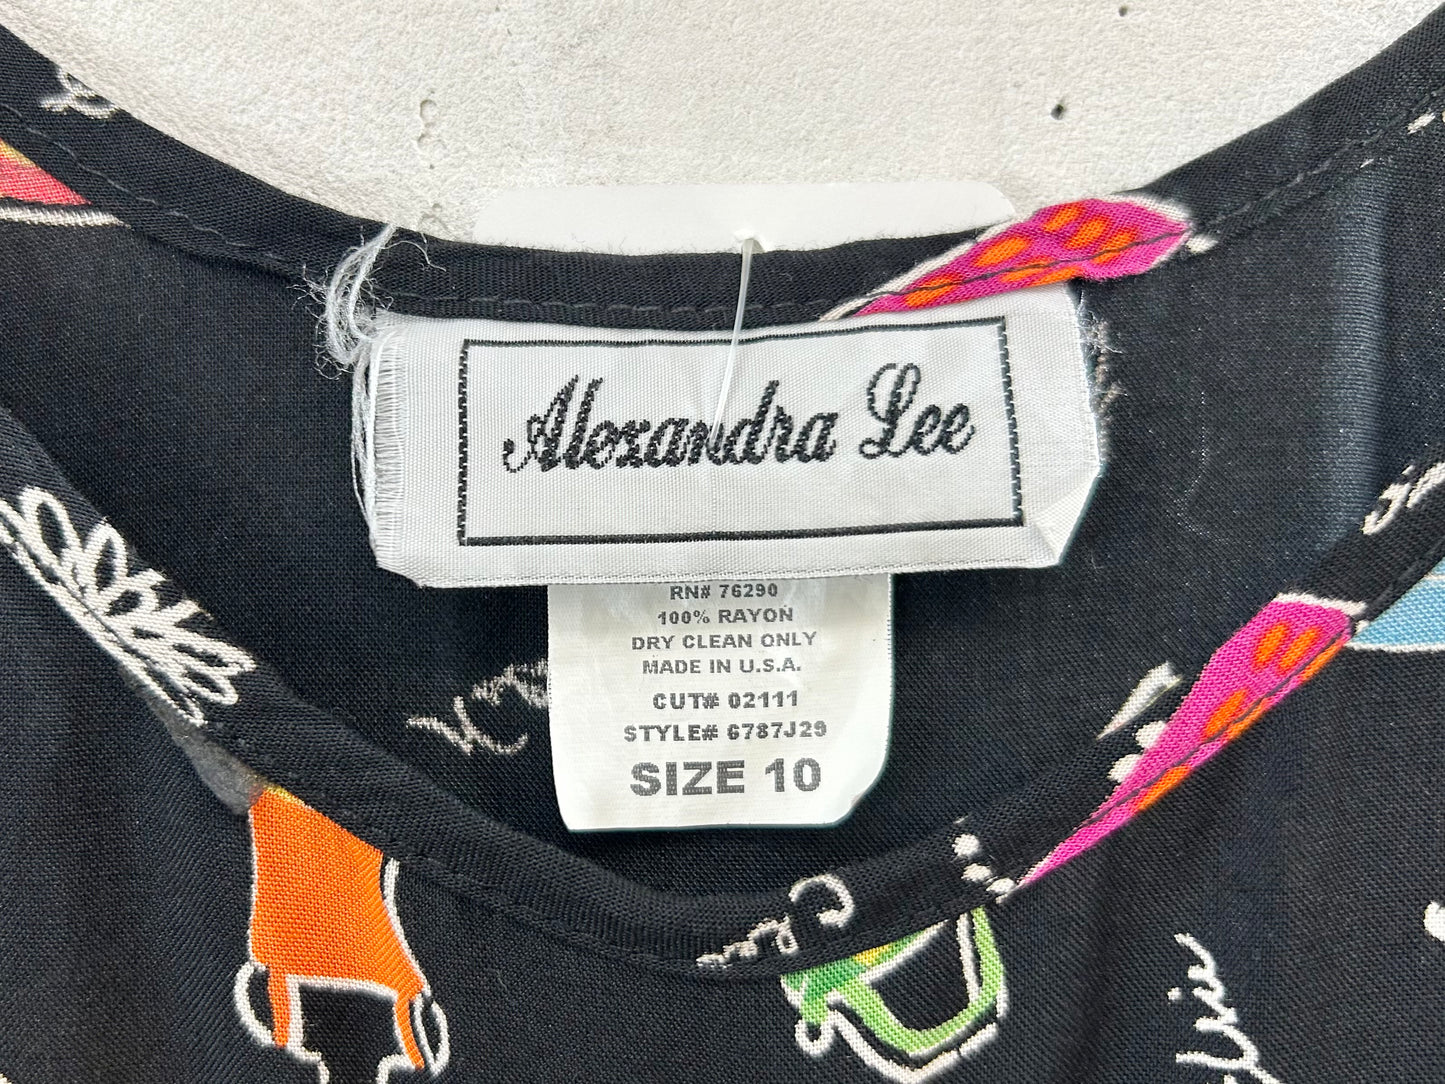 Alexandra Lee
RN# 76290
100% RAYON
DRY CLEAN ONLY
MADE IN U.S.A.
CUT# 02111
STYLE# 6787J29
SIZE 10